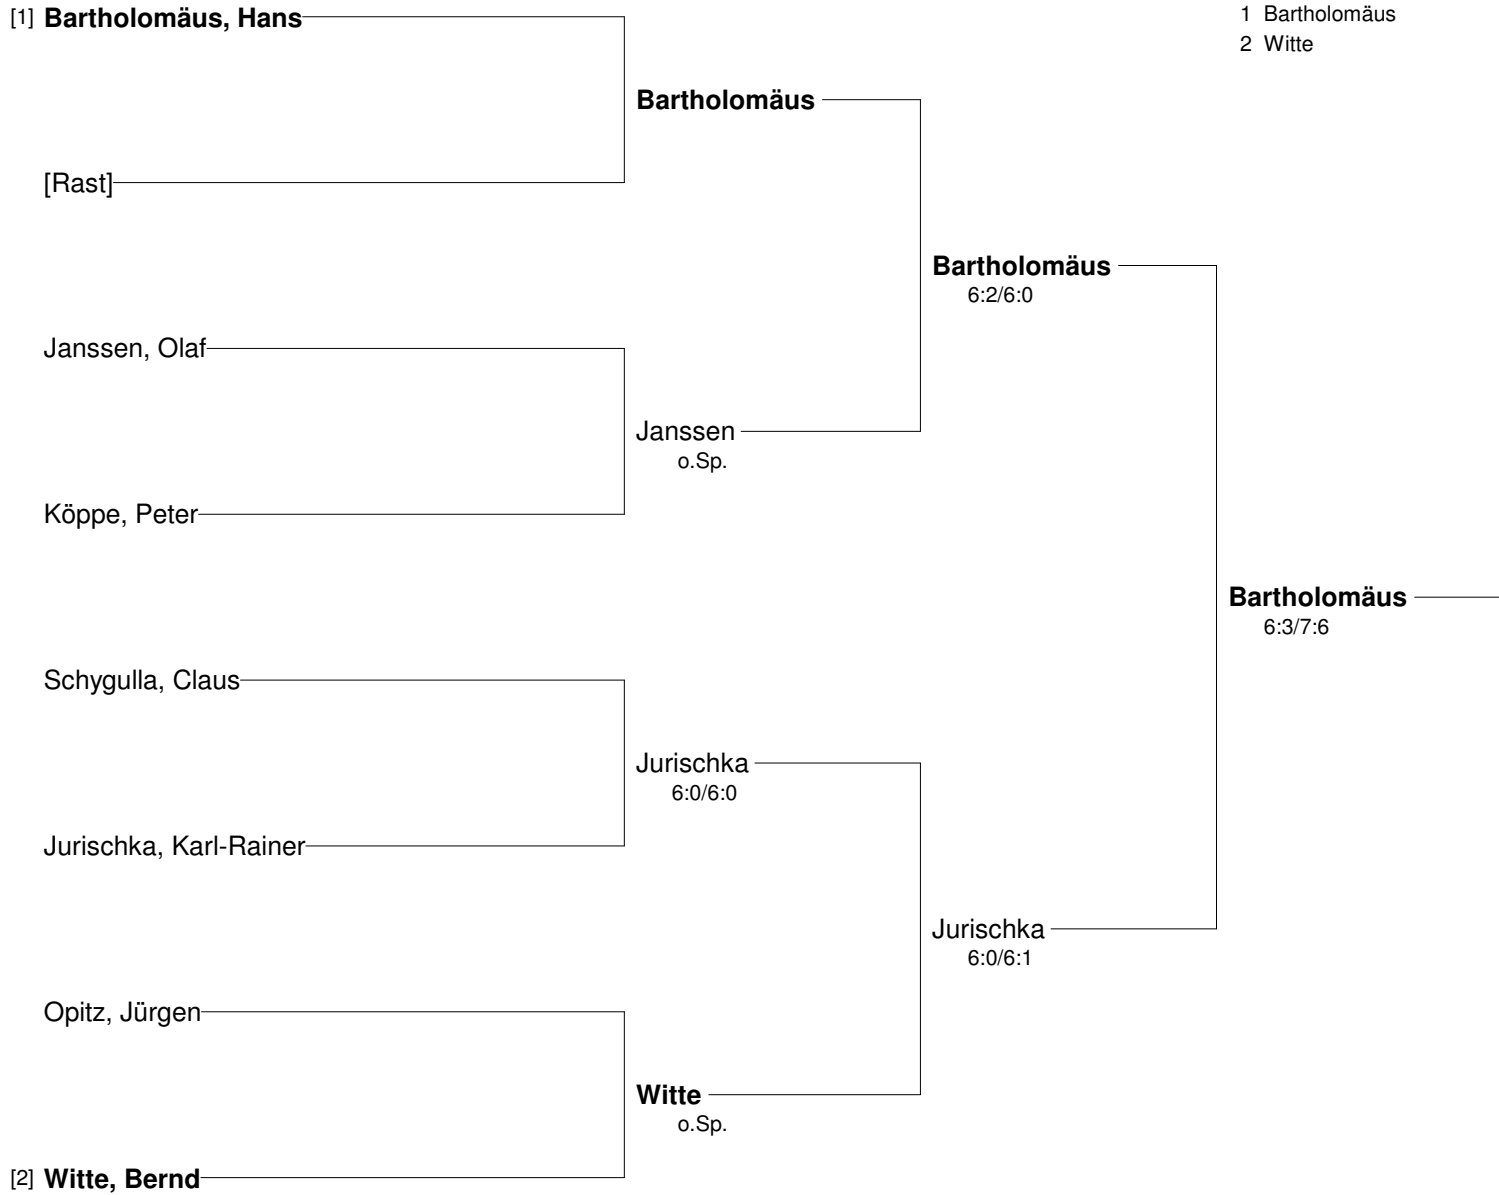 [1] Bartholomäus, Hans
1 Bartholomäus
2 Witte
Bartholomäus
[Rast]
Bartholomäus
6:2/6:0
Janssen, Olaf
Janssen
o.Sp.
Köppe, Peter
Bartholomäus
6:3/7:6
Schygulla, Claus
Jurischka
6:0/6:0
Jurischka, Karl-Rainer
Jurischka
6:0/6:1
Opitz, Jürgen
Witte
o.Sp.
[2] Witte, Bernd